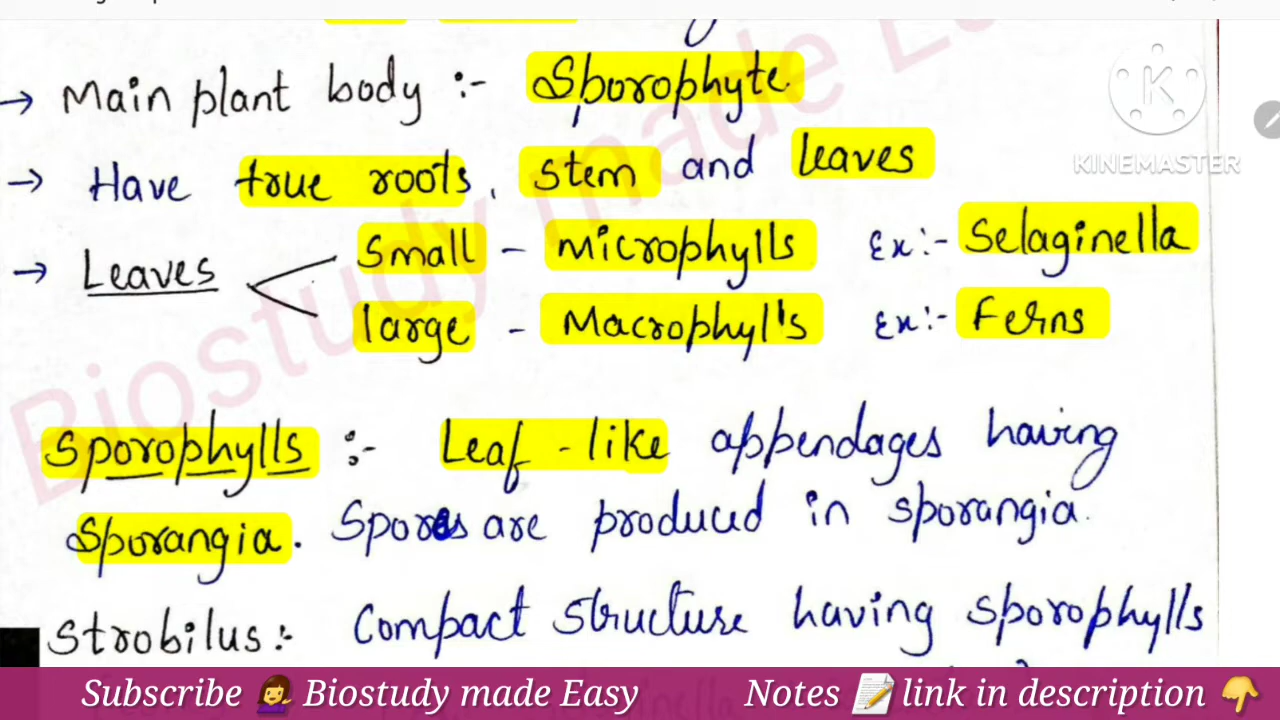 → Main plant body :- Sporophyte
KINEMASTER
→ Have true roots, stem and leaves
→ Leaves
Small - microphylls Ex:- Selaginella
large - Macrophylls Ex:- Ferns
Sporophylls :- Leaf-like appendages having
Sporangia. Spores are produced in sporangia.
Strobilus:- Compact structure having sporophylls
Biostudy made
Subscribe 💁‍♀️ Biostudy made Easy Notes 📝 link in description 👇